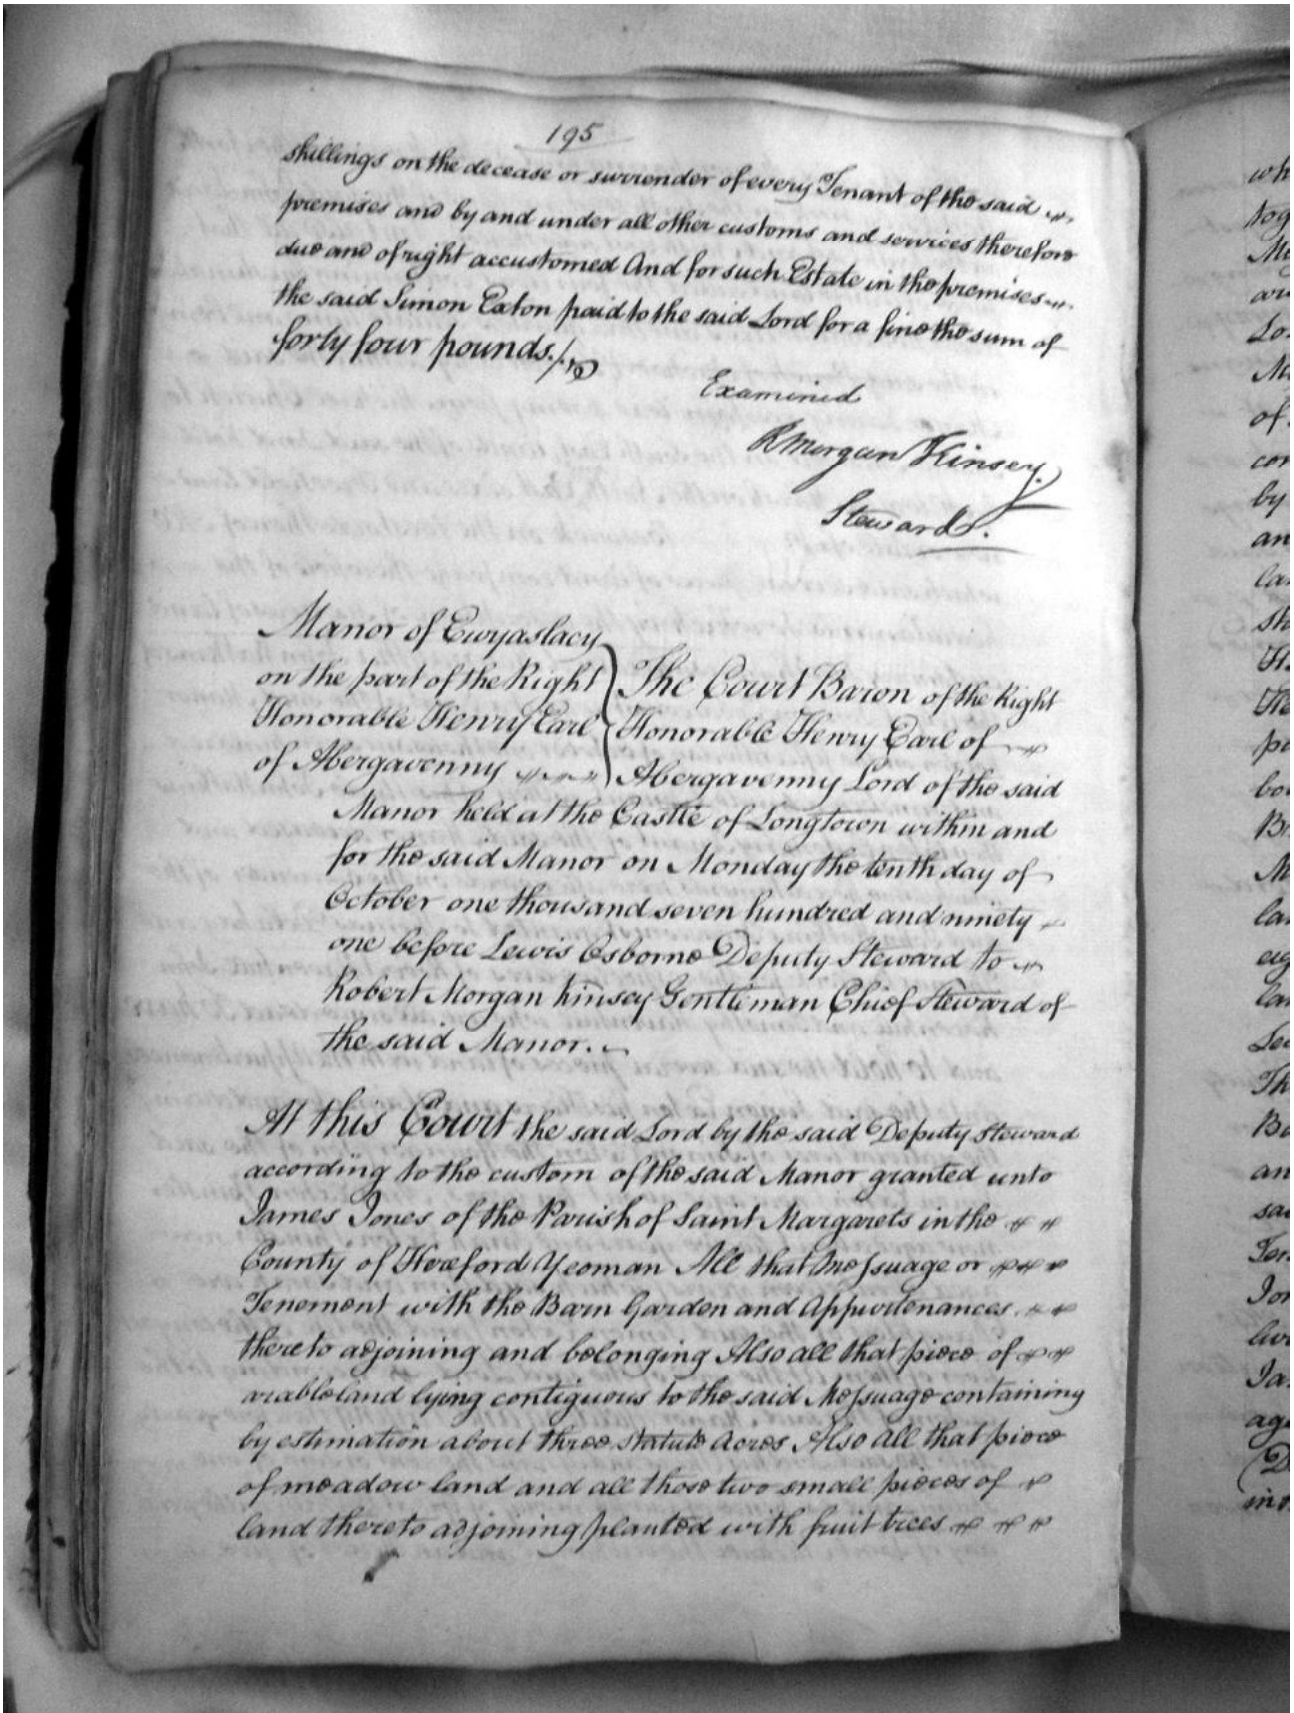 195
shillings on the decease or surrender of every Tenant of the said
premises and by and under all other customs and services therefore
due and of right accustomed And for such Estate in the premises
the said Simon Exton paid to the said Lord for a fine the sum of
forty four pounds./.
Examined
R Morgan Kinsey.
Steward.
Manor of Ewyaslacy
on the part of the Right
Honorable Henry Earl
of Abergavenny
The Court Baron of the Right
Honorable Henry Earl of
Abergavenny Lord of the said
Manor held at the Castle of Longtown within and
for the said Manor on Monday the tenth day of
October one thousand seven hundred and ninety
one before Lewis Osborne Deputy Steward to
Robert Morgan Kinsey Gentleman Chief Steward of
the said Manor.
At this Court the said Lord by the said Deputy Steward
according to the custom of the said Manor granted unto
James Jones of the Parish of Saint Margarets in the
County of Hereford Yeoman All that Messuage or
Tenement with the Barn Garden and Appurtenances
thereto adjoining and belonging Also all that piece of
arable land lying contiguous to the said Messuage containing
by estimation about three statute Acres Also All that piece
of meadow land and all those two small pieces of
land thereto adjoining planted with fruit trees